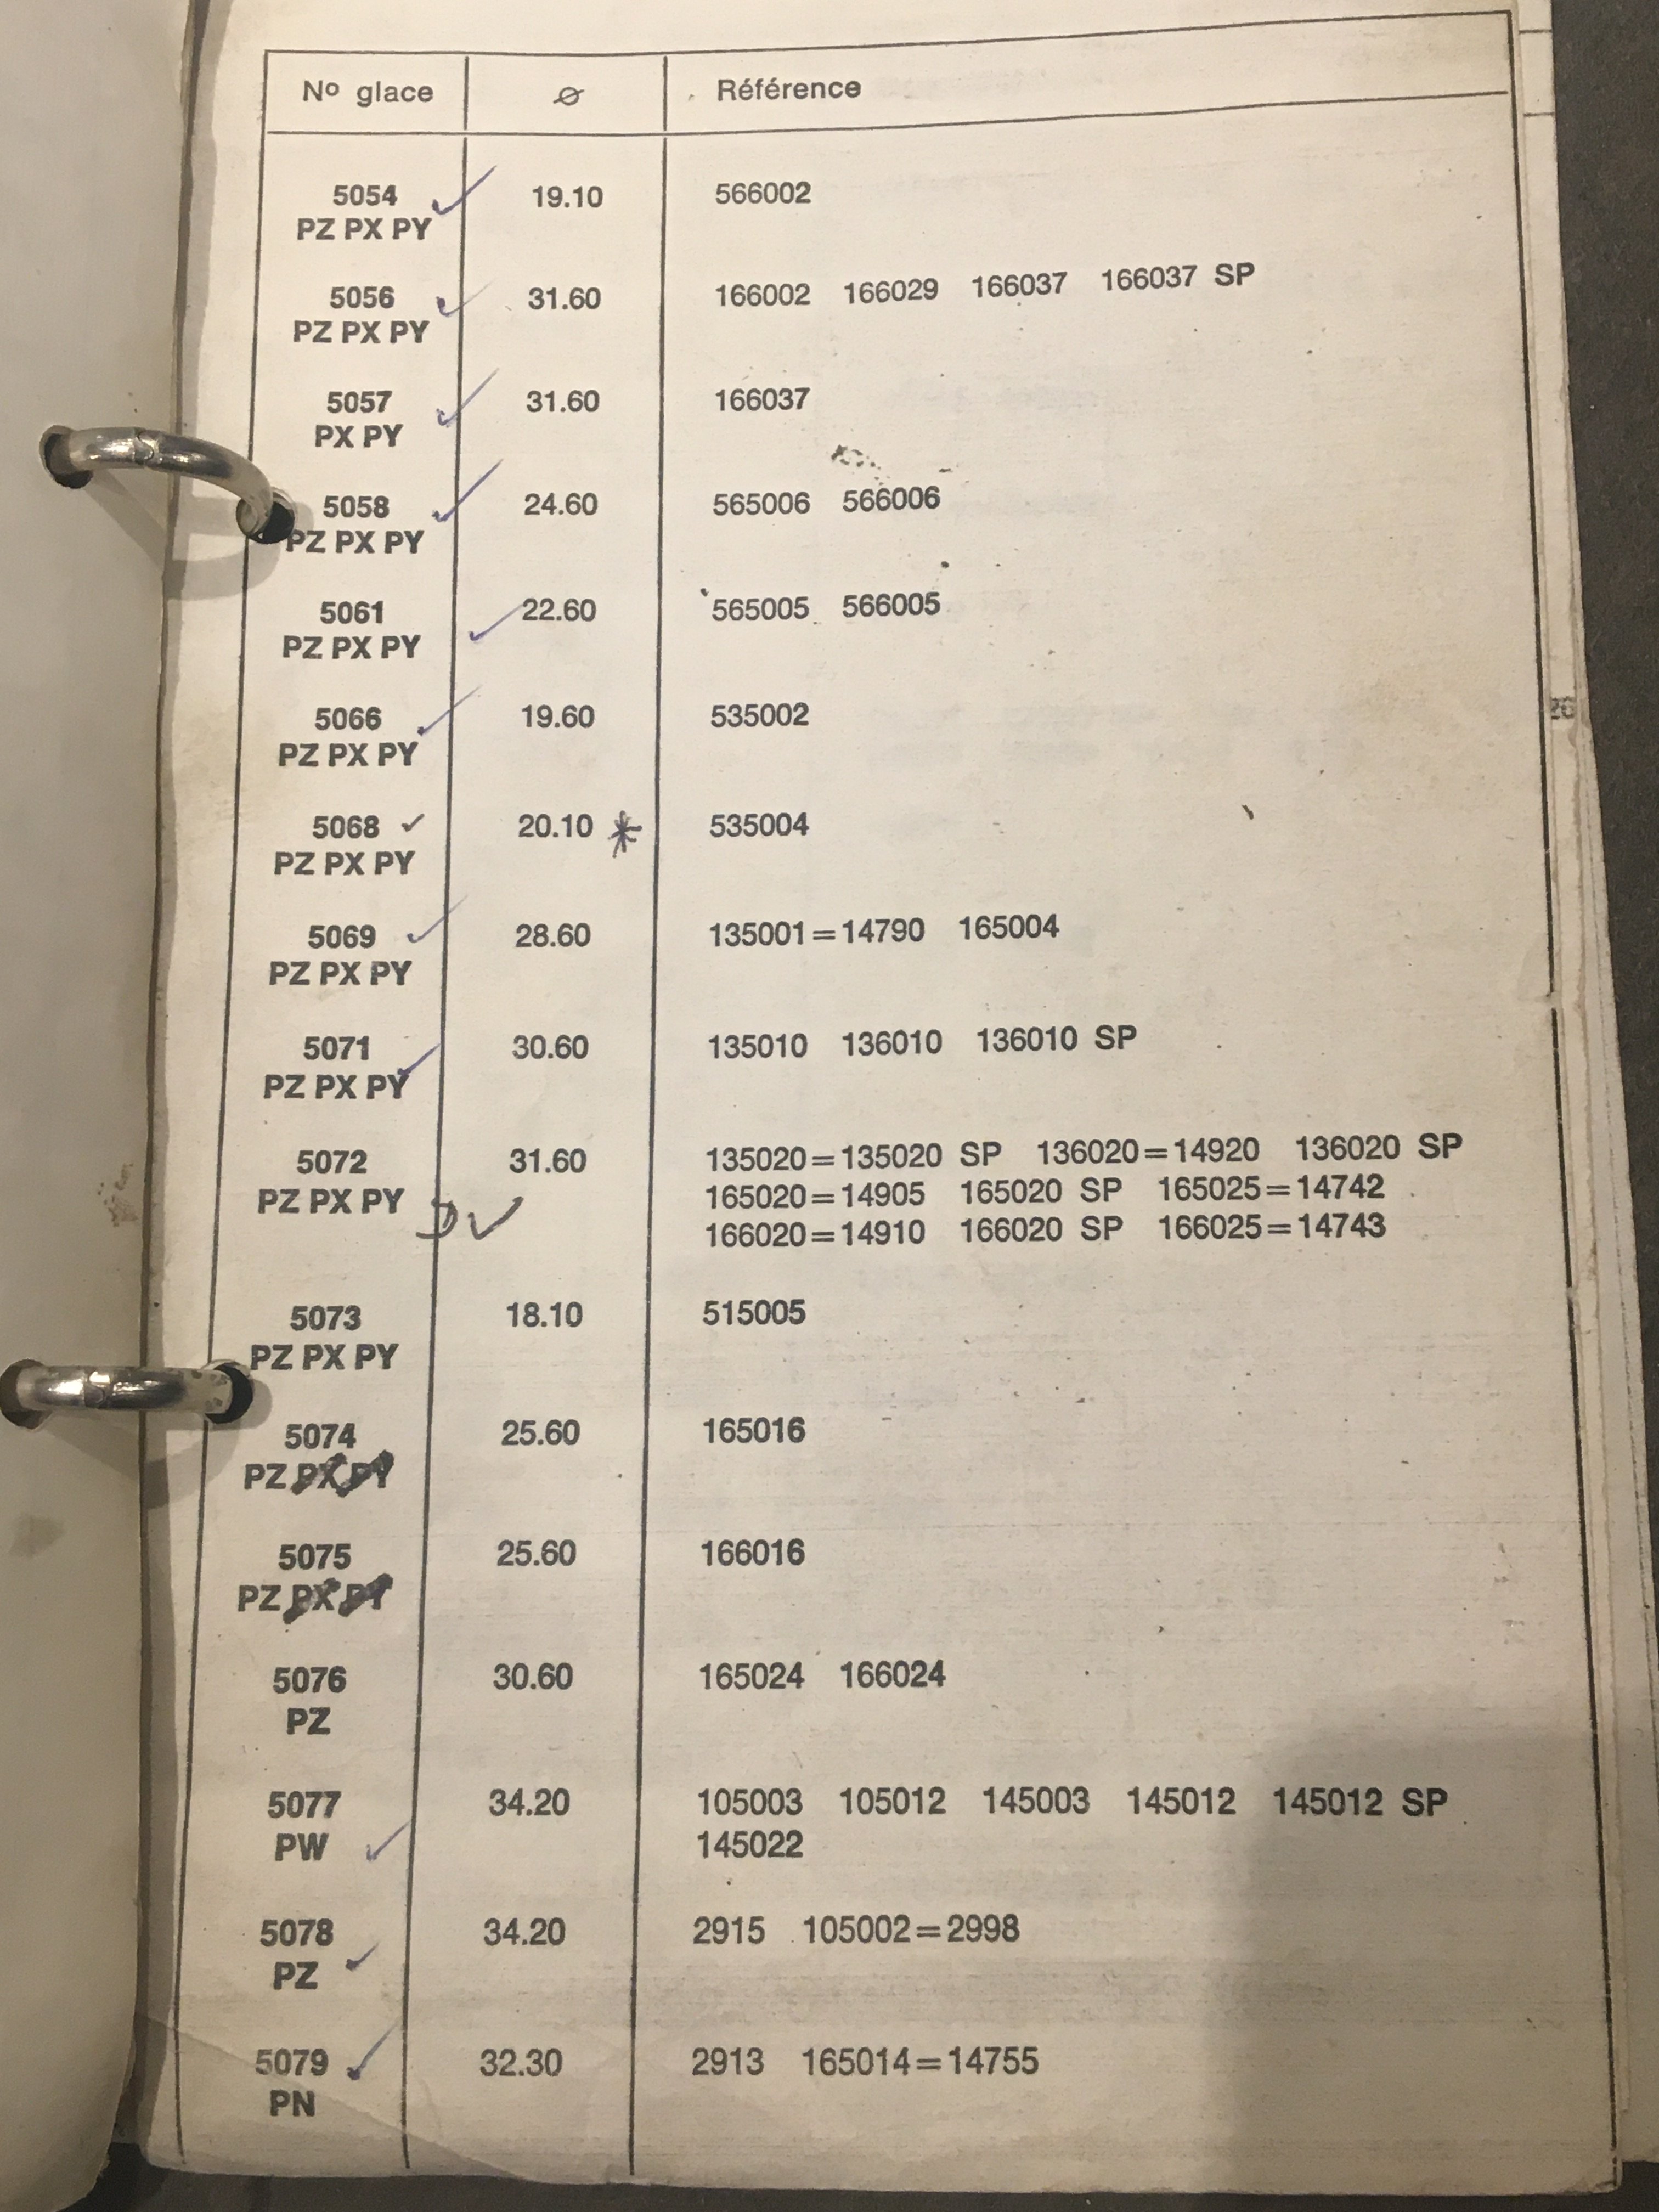 Nº glace ⌀ Référence
5054 ✓ 19.10 566002
PZ PX PY
5056 ✓ 31.60 166002 166029 166037 166037 SP
PZ PX PY
5057 ✓ 31.60 166037
PX PY
5058 ✓ 24.60 565006 566006
PZ PX PY
5061 ✓ 22.60 565005 566005
PZ PX PY
5066 ✓ 19.60 535002
PZ PX PY
5068 ✓ 20.10 * 535004
PZ PX PY
5069 ✓ 28.60 135001=14790 165004
PZ PX PY
5071 ✓ 30.60 135010 136010 136010 SP
PZ PX PY
5072 31.60 135020=135020 SP 136020=14920 136020 SP
PZ PX PY ✓ 165020=14905 165020 SP 165025=14742
166020=14910 166020 SP 166025=14743
5073 18.10 515005
PZ PX PY
5074 25.60 165016
PZ PX PY
5075 25.60 166016
PZ PX PY
5076 30.60 165024 166024
PZ
5077 34.20 105003 105012 145003 145012 145012 SP
PW ✓ 145022
5078 34.20 2915 105002=2998
PZ ✓
5079 ✓ 32.30 2913 165014=14755
PN
26